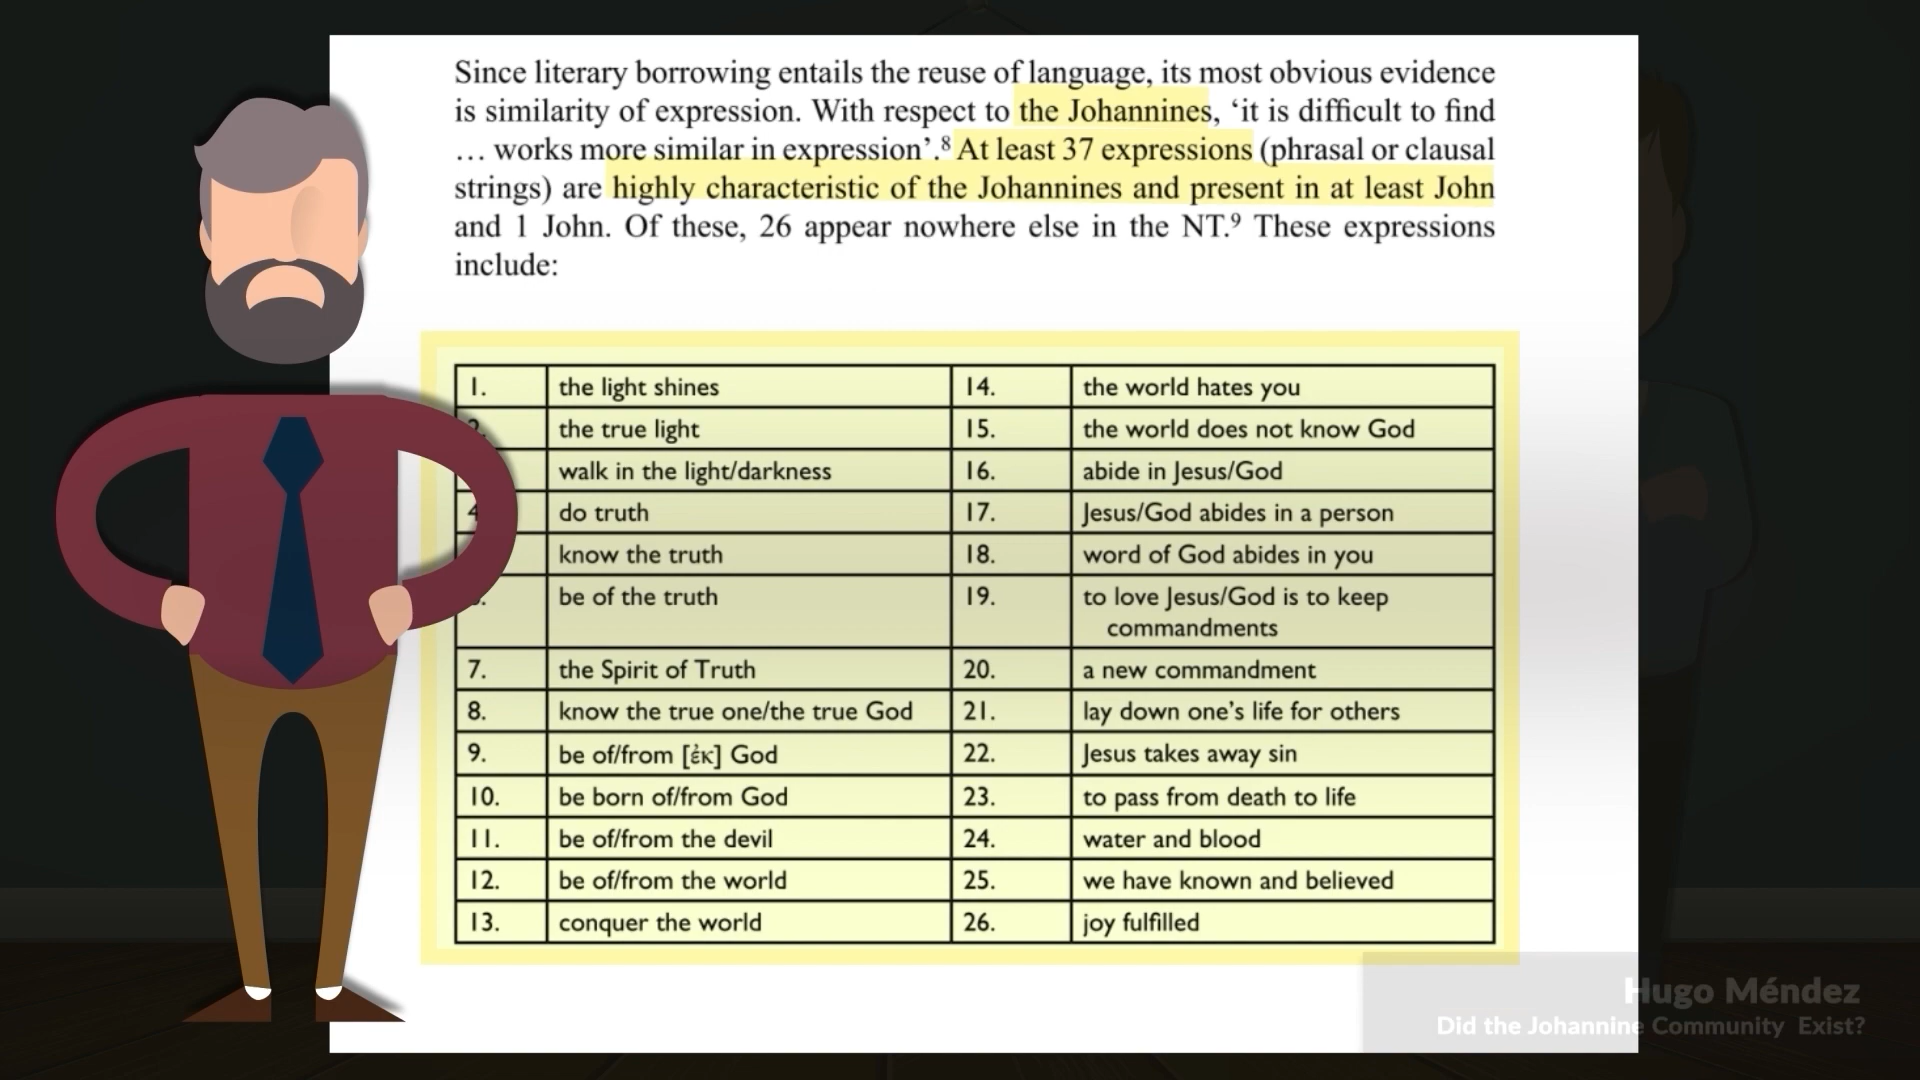 Since literary borrowing entails the reuse of language, its most obvious evidence
is similarity of expression. With respect to the Johannines, ‘it is difficult to find
… works more similar in expression’.⁸ At least 37 expressions (phrasal or clausal
strings) are highly characteristic of the Johannines and present in at least John
and 1 John. Of these, 26 appear nowhere else in the NT.⁹ These expressions
include:
1. the light shines 14. the world hates you
2. the true light 15. the world does not know God
walk in the light/darkness 16. abide in Jesus/God
4 do truth 17. Jesus/God abides in a person
know the truth 18. word of God abides in you
be of the truth 19. to love Jesus/God is to keep
commandments
7. the Spirit of Truth 20. a new commandment
8. know the true one/the true God 21. lay down one’s life for others
9. be of/from [ἐκ] God 22. Jesus takes away sin
10. be born of/from God 23. to pass from death to life
11. be of/from the devil 24. water and blood
12. be of/from the world 25. we have known and believed
13. conquer the world 26. joy fulfilled
Hugo Méndez
Did the Johannine Community Exist?